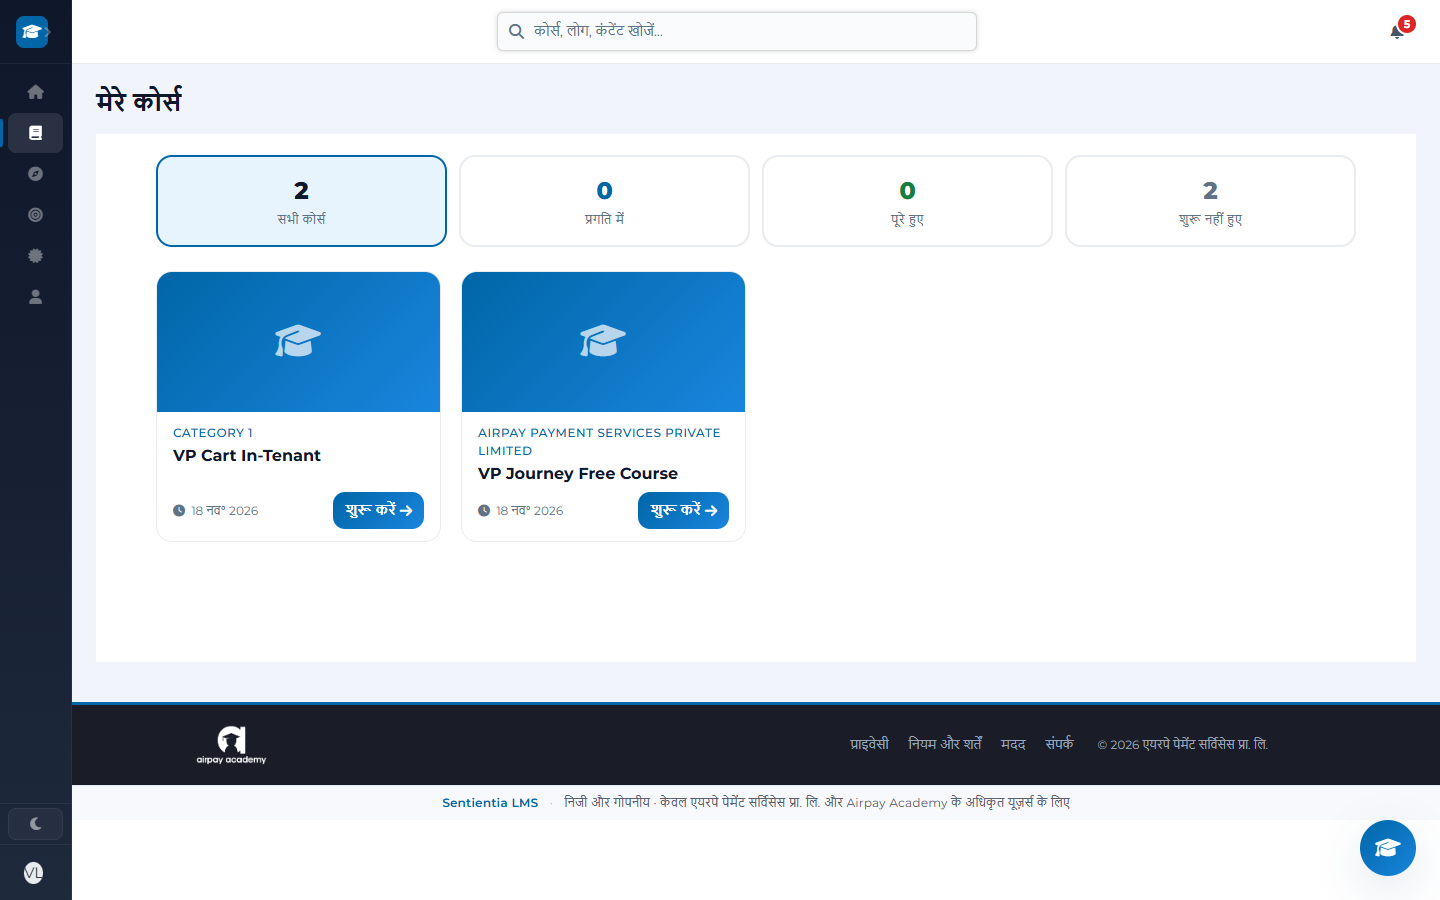 कोर्स, लोग, कंटेंट खोजें...
5
मेरे कोर्स
2
सभी कोर्स
0
प्रगति में
0
पूरे हुए
2
शुरू नहीं हुए
CATEGORY 1
VP Cart In-Tenant
18 नव॰ 2026
शुरू करें
AIRPAY PAYMENT SERVICES PRIVATE
LIMITED
VP Journey Free Course
18 नव॰ 2026
शुरू करें
airpay academy
प्राइवेसी नियम और शर्तें मदद संपर्क © 2026 एयरपे पेमेंट सर्विसेस प्रा. लि.
Sentientia LMS · निजी और गोपनीय · केवल एयरपे पेमेंट सर्विसेस प्रा. लि. और Airpay Academy के अधिकृत यूज़र्स के लिए
VL